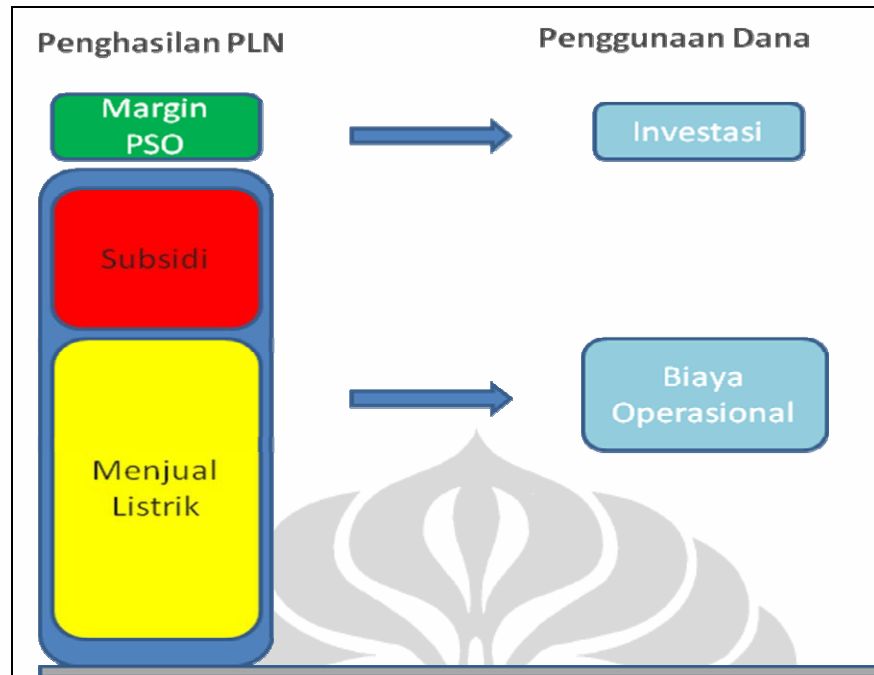 Penghasilan PLN
Penggunaan Dana
Margin
PSO
Investasi
Subsidi
Biaya
Operasional
Menjual
Listrik